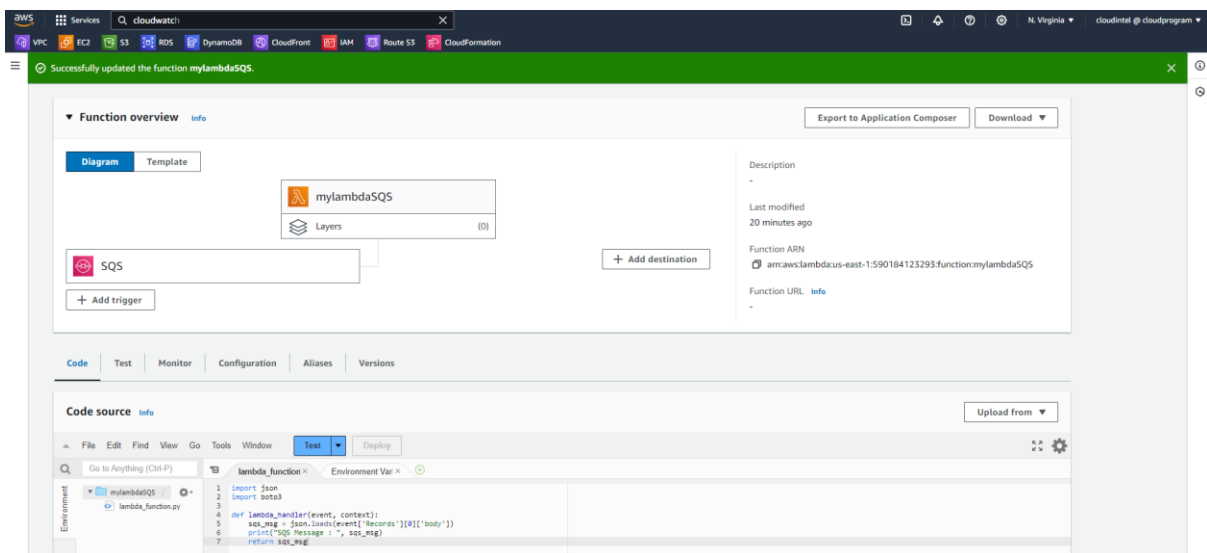 aws Services cloudwatch N. Virginia cloudintel @ cloudprogram
VPC EC2 S3 RDS DynamoDB CloudFront IAM Route 53 CloudFormation
Successfully updated the function mylambdaSQS.
Function overview Info
Export to Application Composer Download
Diagram Template
Description
-
mylambdaSQS
Last modified
20 minutes ago
Layers (0)
Function ARN
arn:aws:lambda:us-east-1:590184123293:function:mylambdaSQS
SQS
+ Add destination
+ Add trigger
Function URL Info
-
Code Test Monitor Configuration Aliases Versions
Code source Info
Upload from
File Edit Find View Go Tools Window Test Deploy
Go to Anything (Ctrl-P)
lambda_function × Environment Var ×
Environment
mylambdaSQS /
lambda_function.py
1 import json
2 import boto3
3
4 def lambda_handler(event, context):
5 sqs_msg = json.loads(event['Records'][0]['body'])
6 print("SQS Message : ", sqs_msg)
7 return sqs_msg